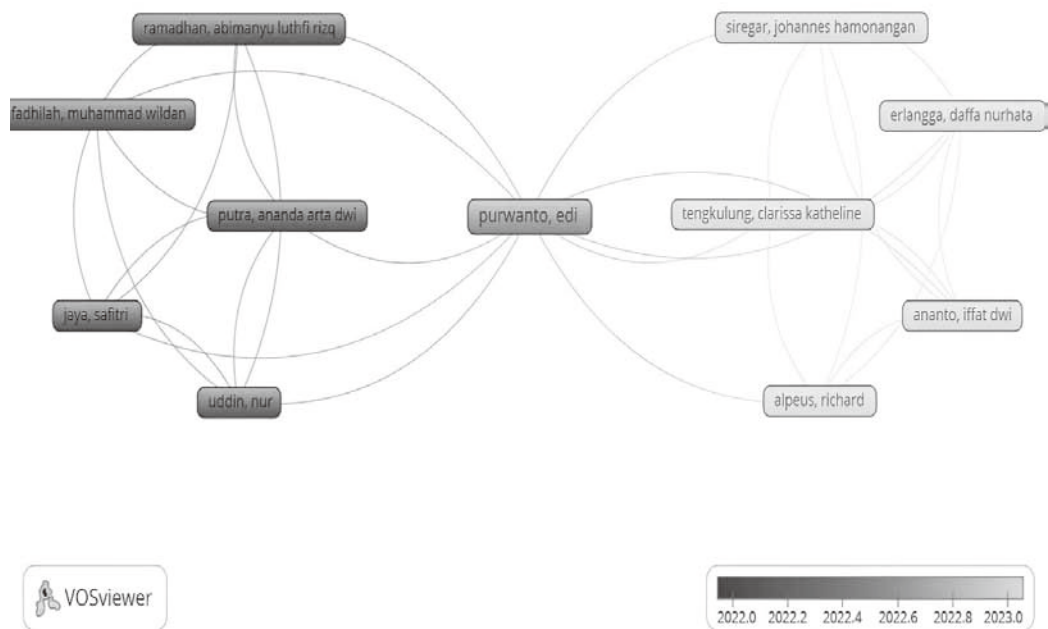 ramadhan, abimanyu luthfi rizq
siregar, johannes hamonangan
fadhilah, muhammad wildan
erlangga, daffa nurhata
putra, ananda arta dwi
purwanto, edi
tengkulung, clarissa katheline
jaya, safitri
ananto, iffat dwi
uddin, nur
alpeus, richard
VOSviewer
2022.0 2022.2 2022.4 2022.6 2022.8 2023.0